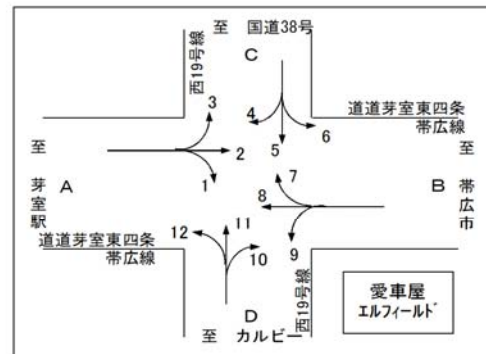 至 国道38号
西19号線
C
3
4
6
5
道道芽室東四条
帯広線
至
芽室駅
A
2
1
7
8
B
至
帯広市
道道芽室東四条
帯広線
12
11
10
9
D
至 カルビー
西19号線
愛車屋
エルフィールド